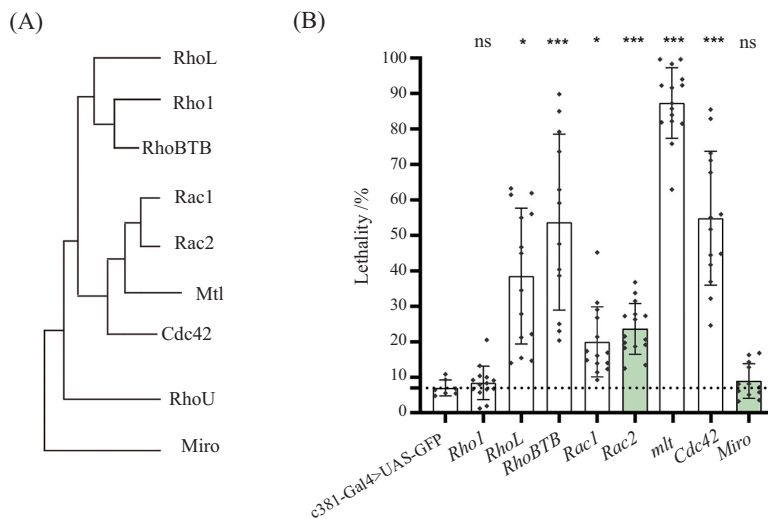 (A)
RhoL
Rho1
RhoBTB
Rac1
Rac2
Mtl
Cdc42
RhoU
Miro
(B)
ns * *** * *** *** *** ns
Lethality /%
100
90
80
70
60
50
40
30
20
10
0
c381-Gal4>UAS-GFP
Rho1
RhoL
RhoBTB
Rac1
Rac2
mlt
Cdc42
Miro